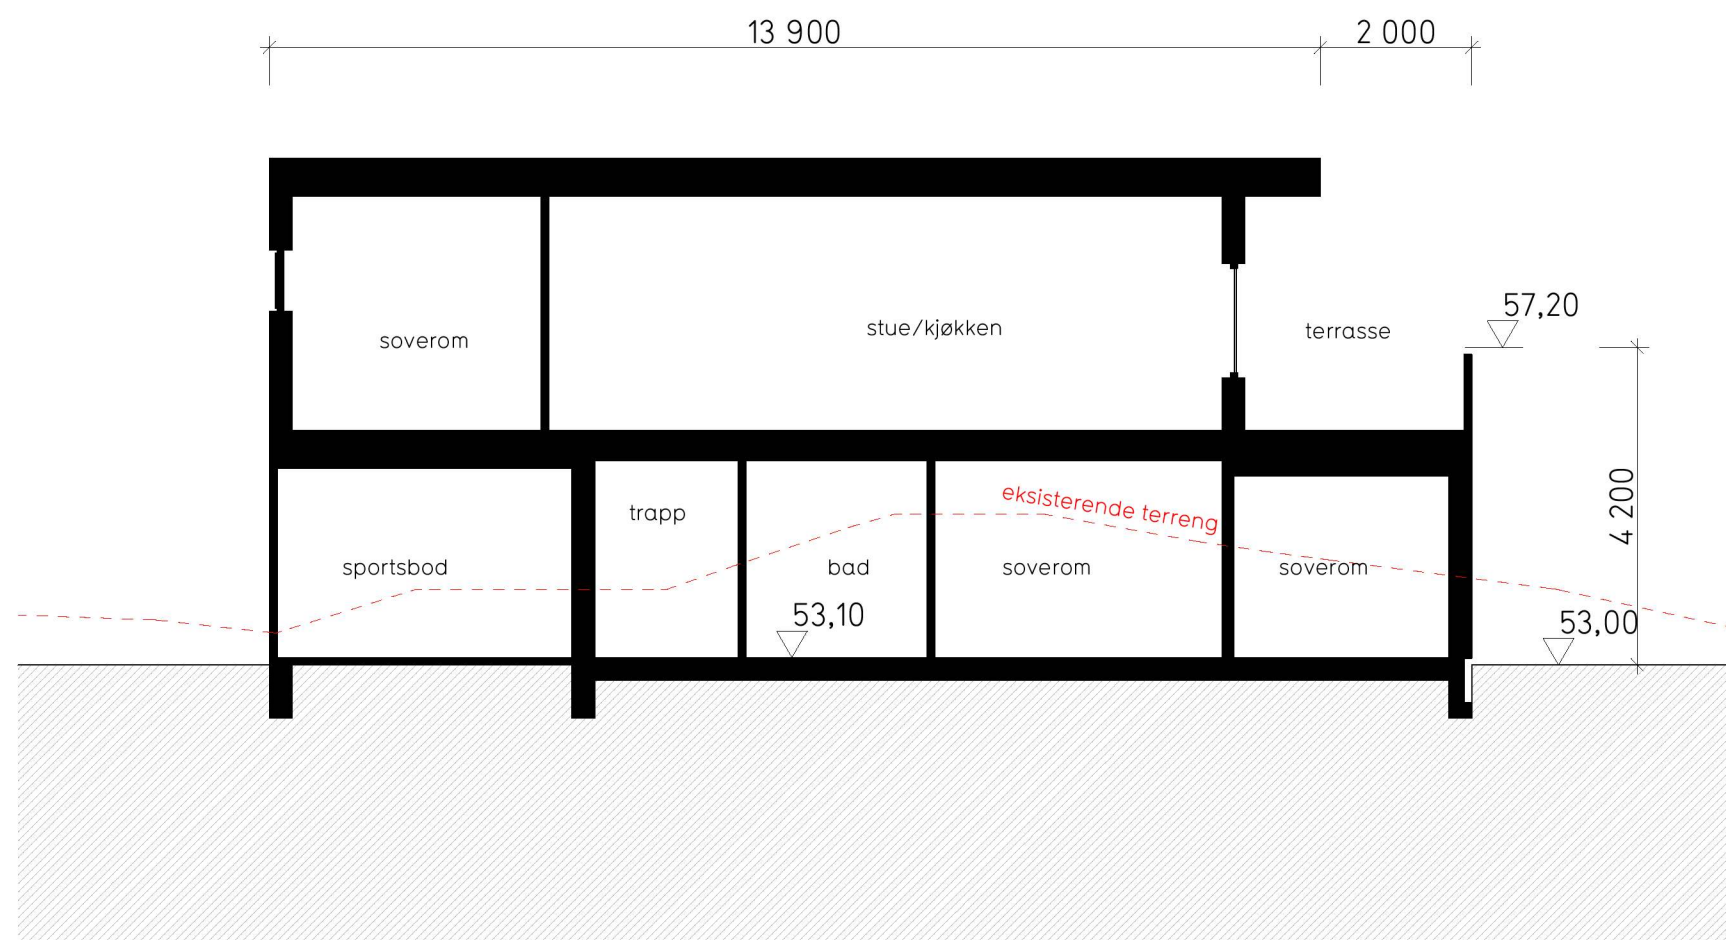 13 900
2 000
57,20
soverom
stue/kjøkken
terrasse
4 200
eksisterende terreng
trapp
sportsbod
bad
soverom
soverom
53,10
53,00